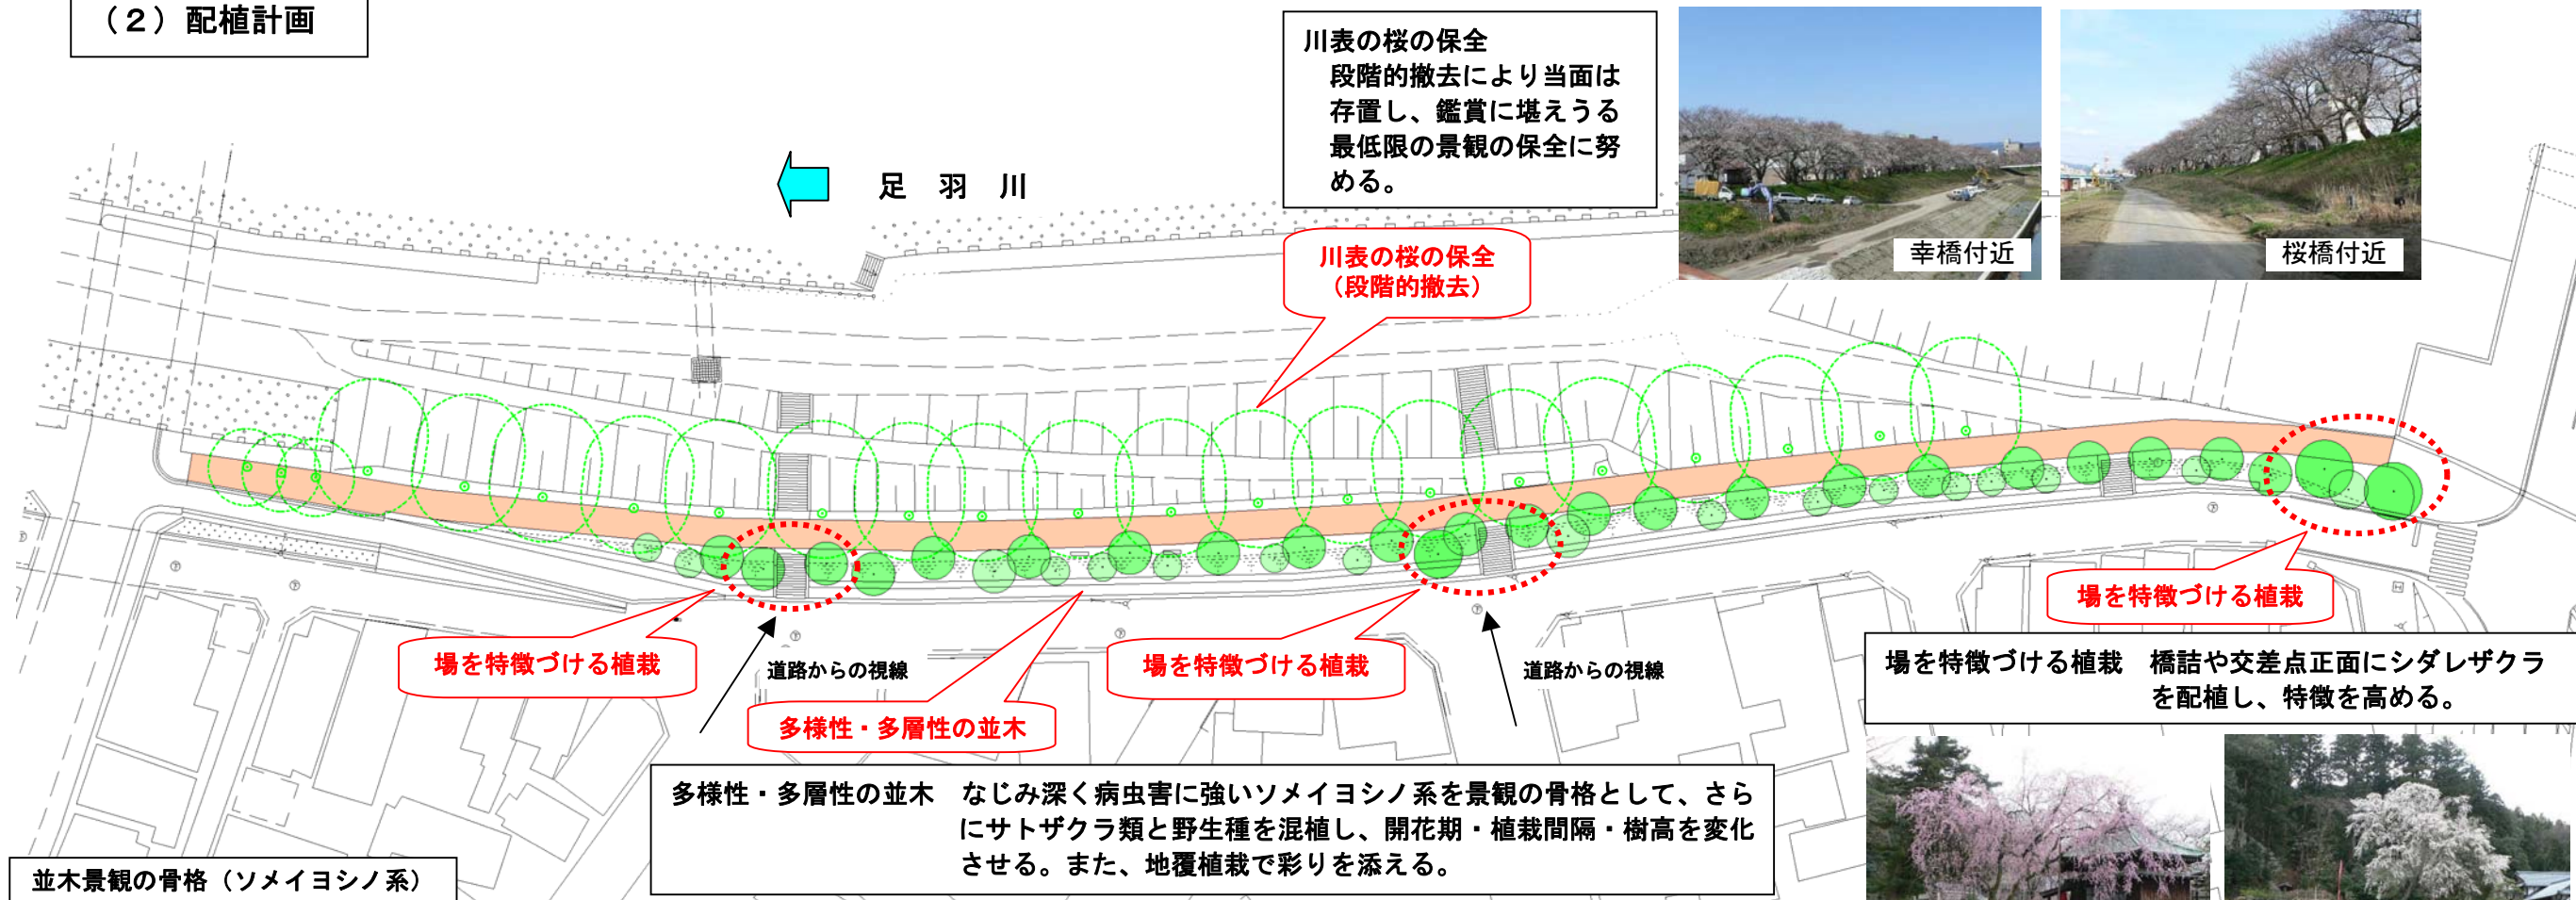 （２）配植計画
川表の桜の保全
段階的撤去により当面は
存置し、鑑賞に堪えうる
最低限の景観の保全に努
める。
幸橋付近
桜橋付近
足 羽 川
川表の桜の保全
（段階的撤去）
場を特徴づける植栽
道路からの視線
多様性・多層性の並木
場を特徴づける植栽
道路からの視線
場を特徴づける植栽
場を特徴づける植栽 橋詰や交差点正面にシダレザクラ
を配植し、特徴を高める。
多様性・多層性の並木 なじみ深く病虫害に強いソメイヨシノ系を景観の骨格として、さら
にサトザクラ類と野生種を混植し、開花期・植栽間隔・樹高を変化
させる。また、地覆植栽で彩りを添える。
並木景観の骨格（ソメイヨシノ系）